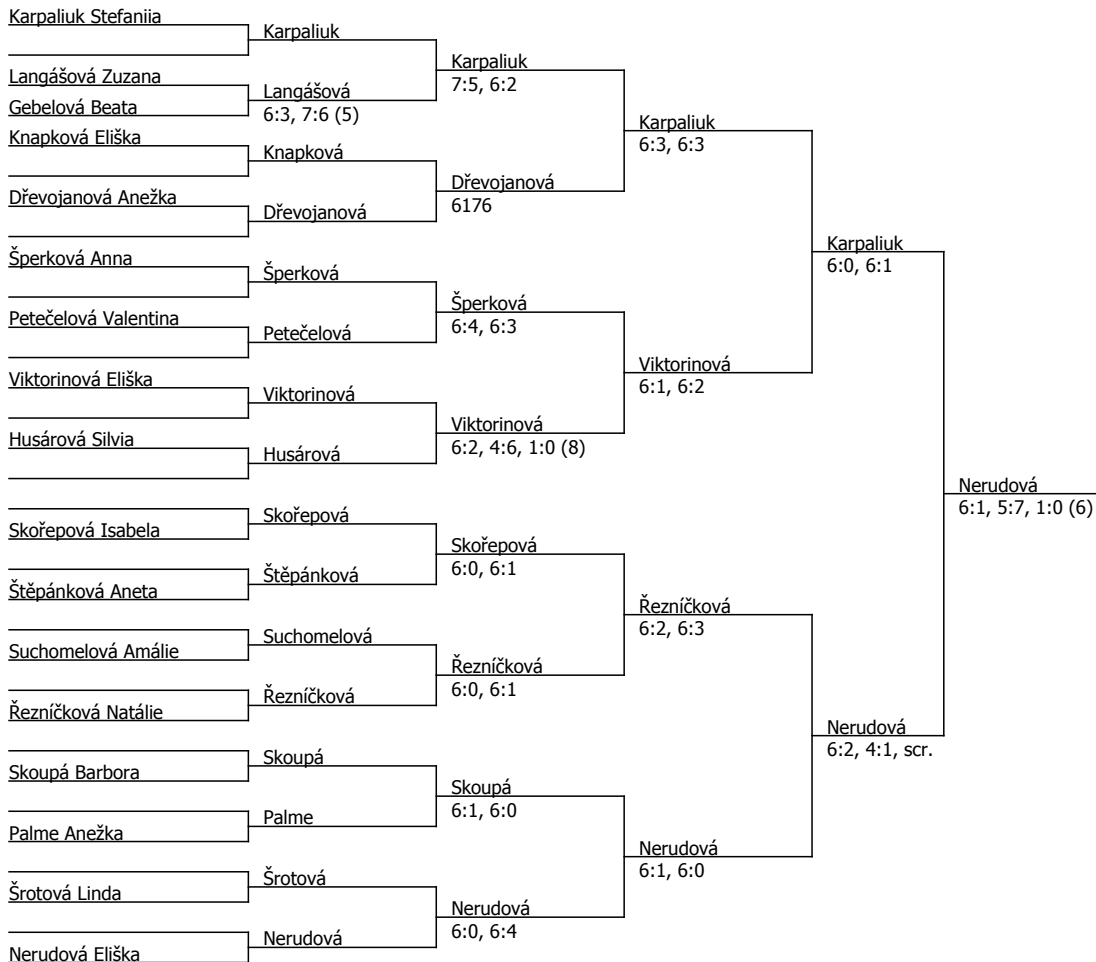 Karpaliuk Stefaniia
Karpaliuk
Karpaliuk
7:5, 6:2
Langášová Zuzana
Langášová
6:3, 7:6 (5)
Gebelová Beata
Karpaliuk
6:3, 6:3
Knapková Eliška
Knapková
Dřevojanová
6176
Dřevojanová Anežka
Dřevojanová
Karpaliuk
6:0, 6:1
Šperková Anna
Šperková
Šperková
6:4, 6:3
Petečelová Valentina
Petečelová
Viktorinová
6:1, 6:2
Viktorinová Eliška
Viktorinová
Viktorinová
6:2, 4:6, 1:0 (8)
Husárová Silvia
Husárová
Nerudová
6:1, 5:7, 1:0 (6)
Skořepová
Skořepová Isabela
Skořepová
6:0, 6:1
Štěpánková
Štěpánková Aneta
Řezníčková
6:2, 6:3
Suchomelová
Suchomelová Amálie
Řezníčková
6:0, 6:1
Řezníčková
Řezníčková Natálie
Nerudová
6:2, 4:1, scr.
Skoupá
Skoupá Barbora
Skoupá
6:1, 6:0
Palme
Palme Anežka
Nerudová
6:1, 6:0
Šrotová
Šrotová Linda
Nerudová
6:0, 6:4
Nerudová
Nerudová Eliška